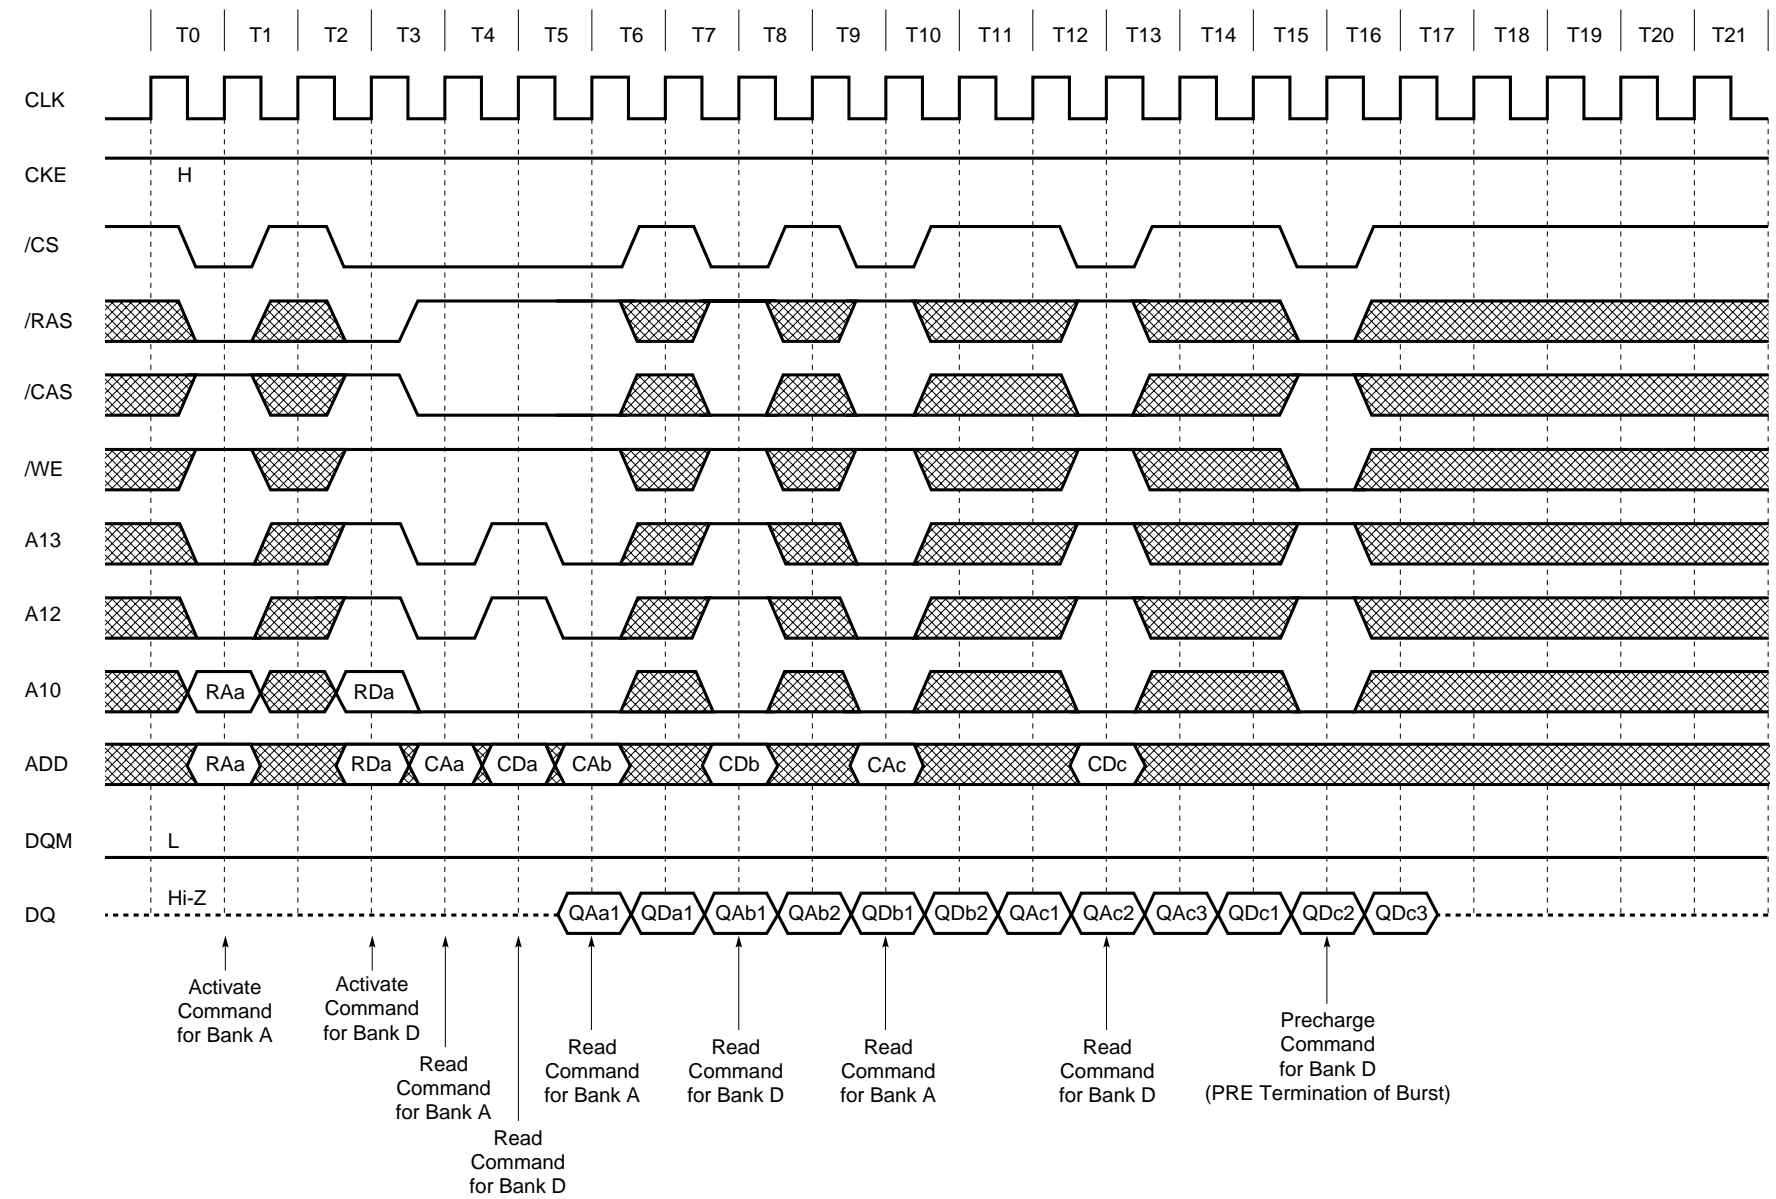 T0 T1 T2 T3 T4 T5 T6 T7 T8 T9 T10 T11 T12 T13 T14 T15 T16 T17 T18 T19 T20 T21
CLK
CKE H
/CS
/RAS
/CAS
/WE
A13
A12
A10 RAa RDa
ADD RAa RDa CAa CDa CAb CDb CAc CDc
DQM L
Hi-Z
DQ QAa1 QDa1 QAb1 QAb2 QDb1 QDb2 QAc1 QAc2 QAc3 QDc1 QDc2 QDc3
Activate
Command
for Bank A
Activate
Command
for Bank D
Read
Command
for Bank A
Read
Command
for Bank D
Read
Command
for Bank A
Read
Command
for Bank D
Read
Command
for Bank A
Read
Command
for Bank D
Precharge
Command
for Bank D
(PRE Termination of Burst)